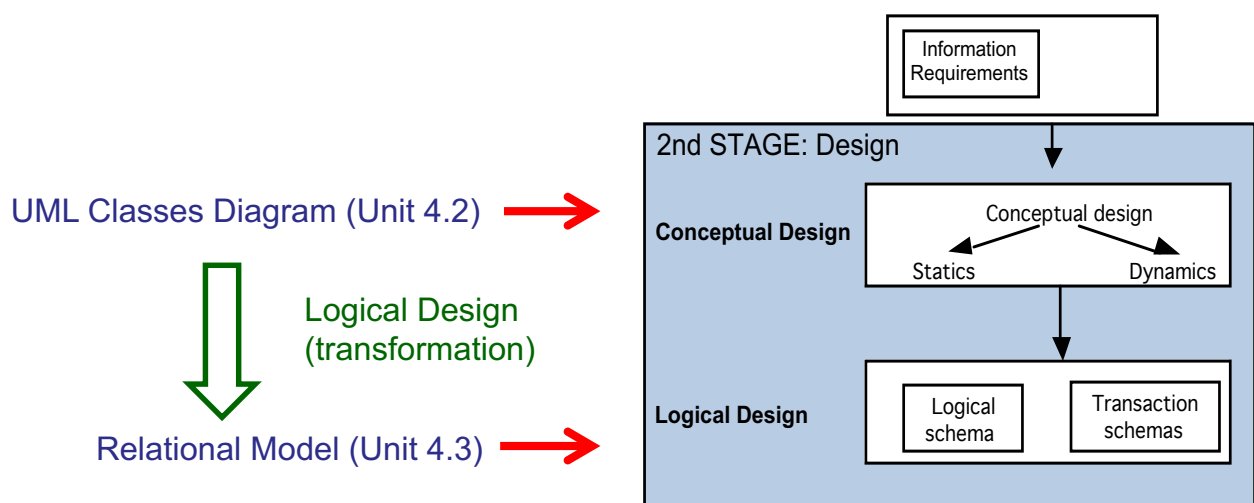 Information
Requirements
2nd STAGE: Design
UML Classes Diagram (Unit 4.2)
Conceptual Design
Conceptual design
Statics
Dynamics
Logical Design
(transformation)
Logical Design
Logical
schema
Transaction
schemas
Relational Model (Unit 4.3)